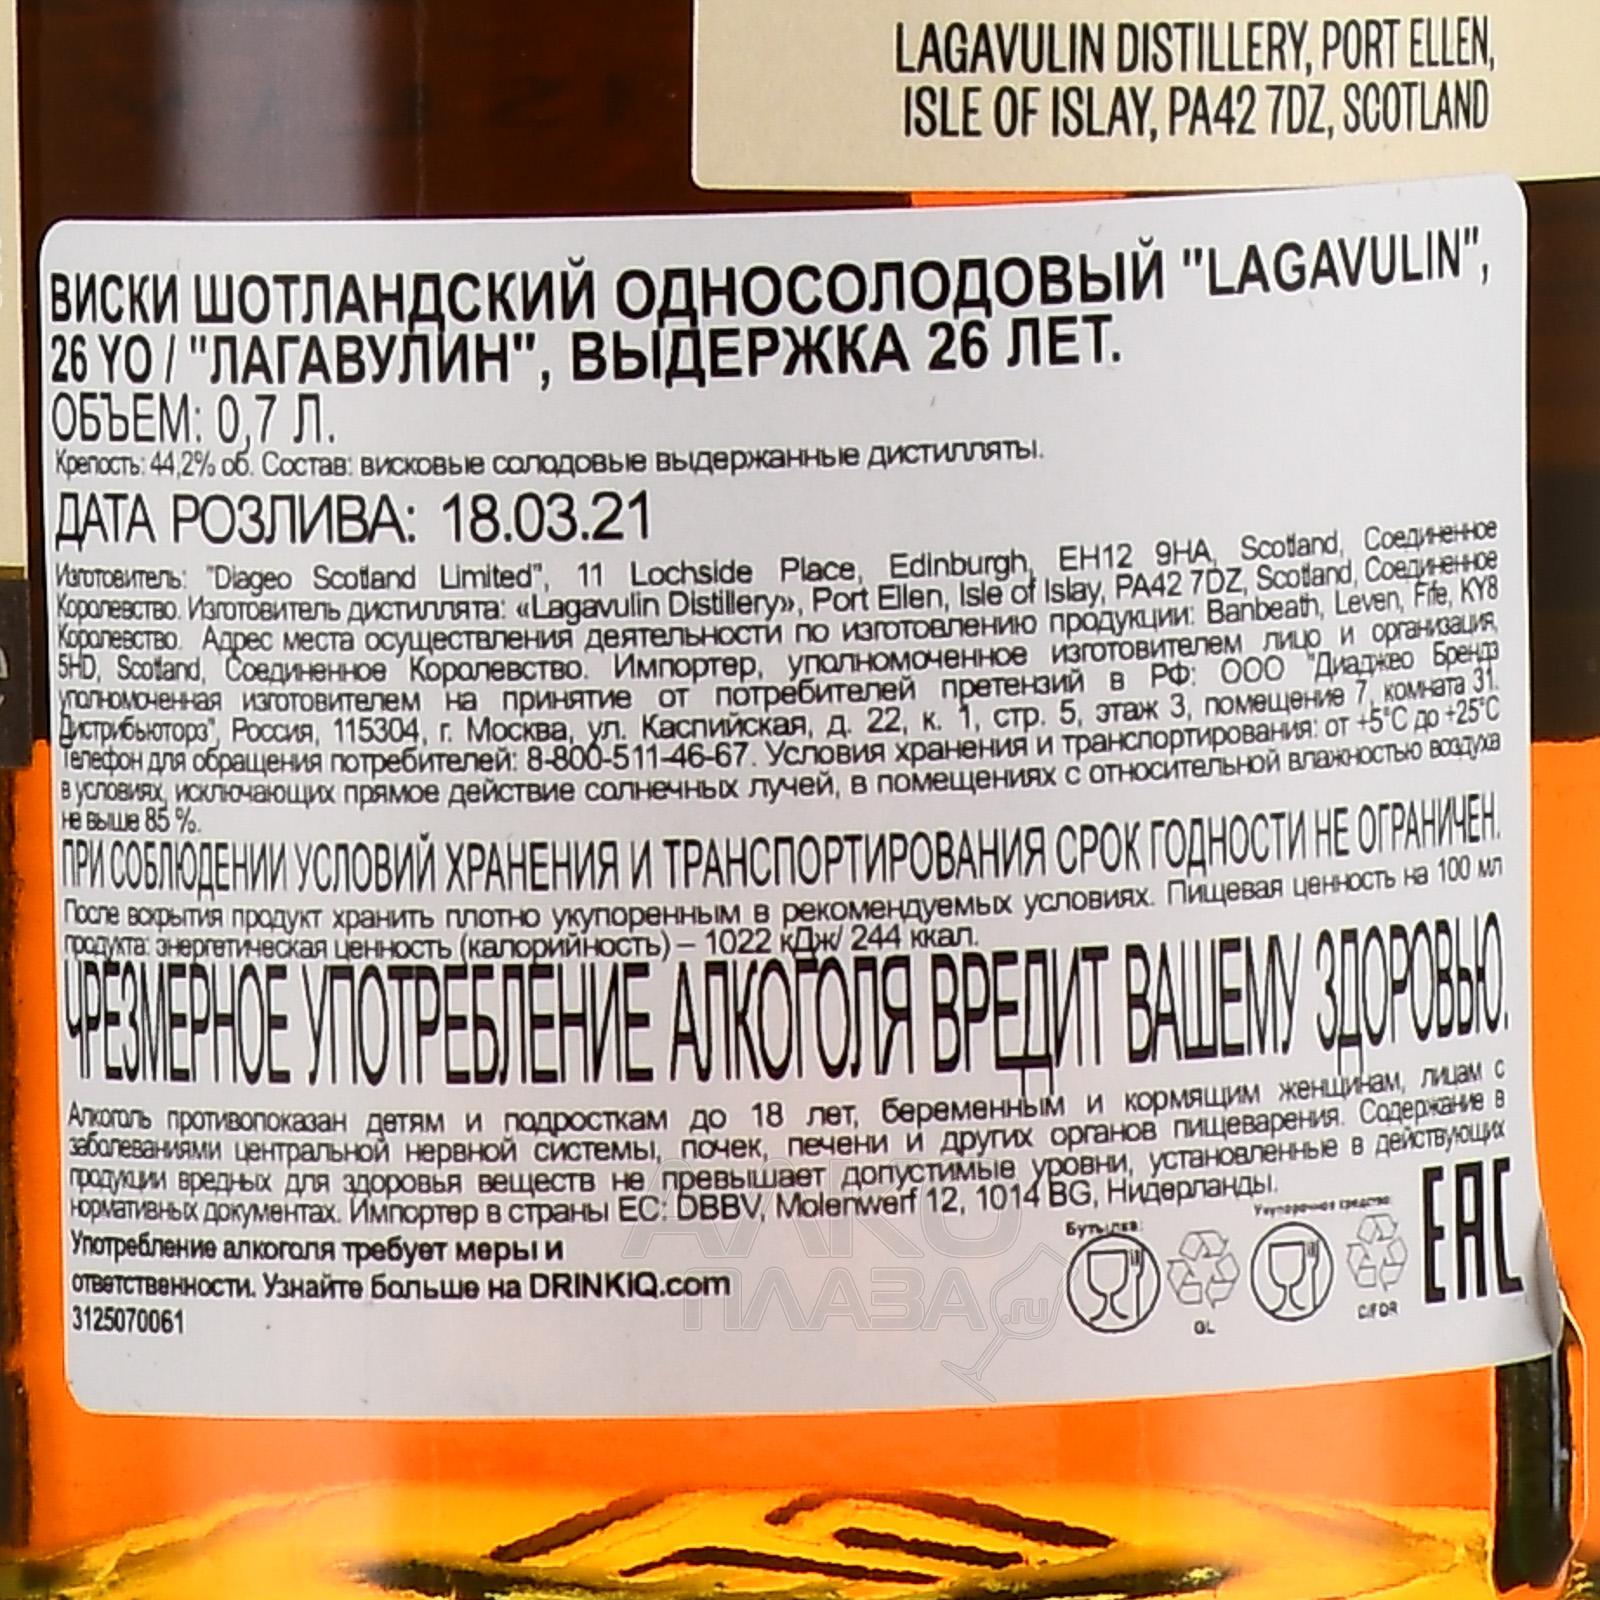 LAGAVULIN DISTILLERY, PORT ELLEN,
ISLE OF ISLAY, PA42 7DZ, SCOTLAND
ВИСКИ ШОТЛАНДСКИЙ ОДНОСОЛОДОВЫЙ "LAGAVULIN",
26 YO / "ЛАГАВУЛИН", ВЫДЕРЖКА 26 ЛЕТ.
ОБЪЕМ: 0,7 Л.
Крепость: 44,2% об. Состав: висковые солодовые выдержанные дистилляты.
ДАТА РОЗЛИВА: 18.03.21
Изготовитель: "Diageo Scotland Limited", 11 Lochside Place, Edinburgh, EH12 9HA, Scotland, Соединенное
Королевство. Изготовитель дистиллята: «Lagavulin Distillery», Port Ellen, Isle of Islay, PA42 7DZ, Scotland, Соединенное
Королевство. Адрес места осуществления деятельности по изготовлению продукции: Banbeath, Leven, Fife, KY8
5HD, Scotland, Соединенное Королевство. Импортер, уполномоченное изготовителем лицо и организация,
уполномоченная изготовителем на принятие от потребителей претензий в РФ: ООО "Диаджео Брендз
Дистрибьюторз", Россия, 115304, г. Москва, ул. Каспийская, д. 22, к. 1, стр. 5, этаж 3, помещение 7, комната 31.
Телефон для обращения потребителей: 8-800-511-46-67. Условия хранения и транспортирования: от +5°С до +25°С
в условиях, исключающих прямое действие солнечных лучей, в помещениях с относительной влажностью воздуха
не выше 85 %.
ПРИ СОБЛЮДЕНИИ УСЛОВИЙ ХРАНЕНИЯ И ТРАНСПОРТИРОВАНИЯ СРОК ГОДНОСТИ НЕ ОГРАНИЧЕН.
После вскрытия продукт хранить плотно укупоренным в рекомендуемых условиях. Пищевая ценность на 100 мл
продукта: энергетическая ценность (калорийность) – 1022 кДж/ 244 ккал.
ЧРЕЗМЕРНОЕ УПОТРЕБЛЕНИЕ АЛКОГОЛЯ ВРЕДИТ ВАШЕМУ ЗДОРОВЬЮ.
Алкоголь противопоказан детям и подросткам до 18 лет, беременным и кормящим женщинам, лицам с
заболеваниями центральной нервной системы, почек, печени и других органов пищеварения. Содержание в
продукции вредных для здоровья веществ не превышает допустимые уровни, установленные в действующих
нормативных документах. Импортер в страны ЕС: DBBV, Molenwerf 12, 1014 BG, Нидерланды.
Употребление алкоголя требует меры и
ответственности. Узнайте больше на DRINKiQ.com
3125070061
Бутылка:
Укупорочное средство:
GL
C/FOR
EAC
АЛКО
ПЛАЗА.ru